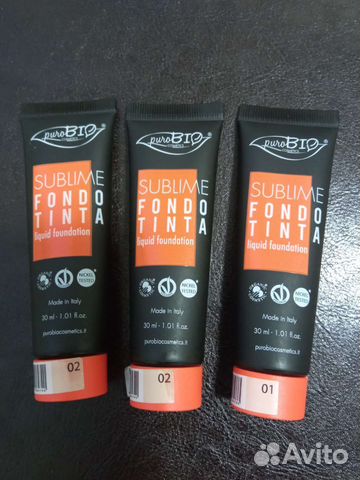 puroBIO
cosmetics
SUBLIME
FONDO
TINTA
liquid foundation
NICKEL
TESTED
Made in Italy
30 ml - 1.01 fl.oz
purobiocosmetics.it
02
puroBIO
cosmetics
SUBLIME
FONDO
TINTA
liquid foundation
NICKEL
TESTED
Made in Italy
30 ml - 1.01 fl.oz
purobiocosmetics.it
02
puroBIO
cosmetics
SUBLIME
FONDO
TINTA
liquid foundation
NICKEL
TESTED
Made in Italy
30 ml - 1.01 fl.oz
purobiocosmetics.it
01
Avito